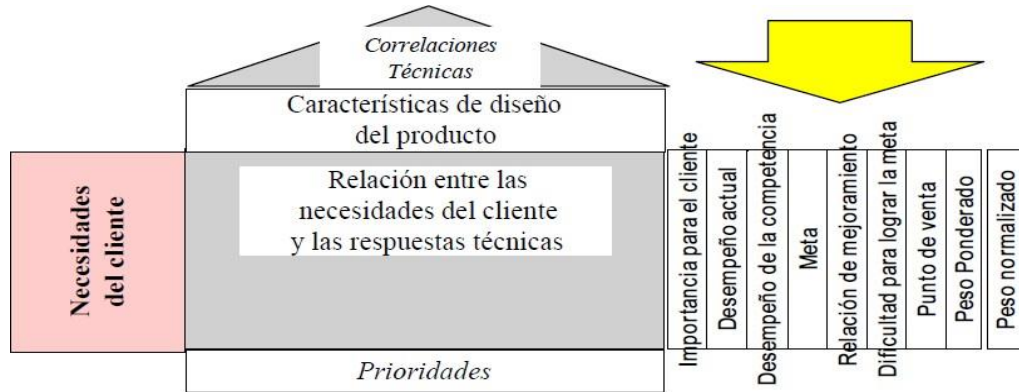 Correlaciones
Técnicas
Características de diseño
del producto
Necesidades
del cliente
Relación entre las
necesidades del cliente
y las respuestas técnicas
Importancia para el cliente
Desempeño actual
Desempeño de la competencia
Meta
Relación de mejoramiento
Dificultad para lograr la meta
Punto de venta
Peso Ponderado
Peso normalizado
Prioridades